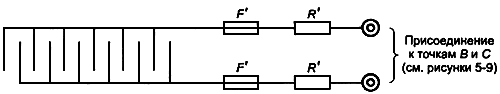 F' R'
F' R'
Присоединение
к точкам B и C
(см. рисунки 5-9)